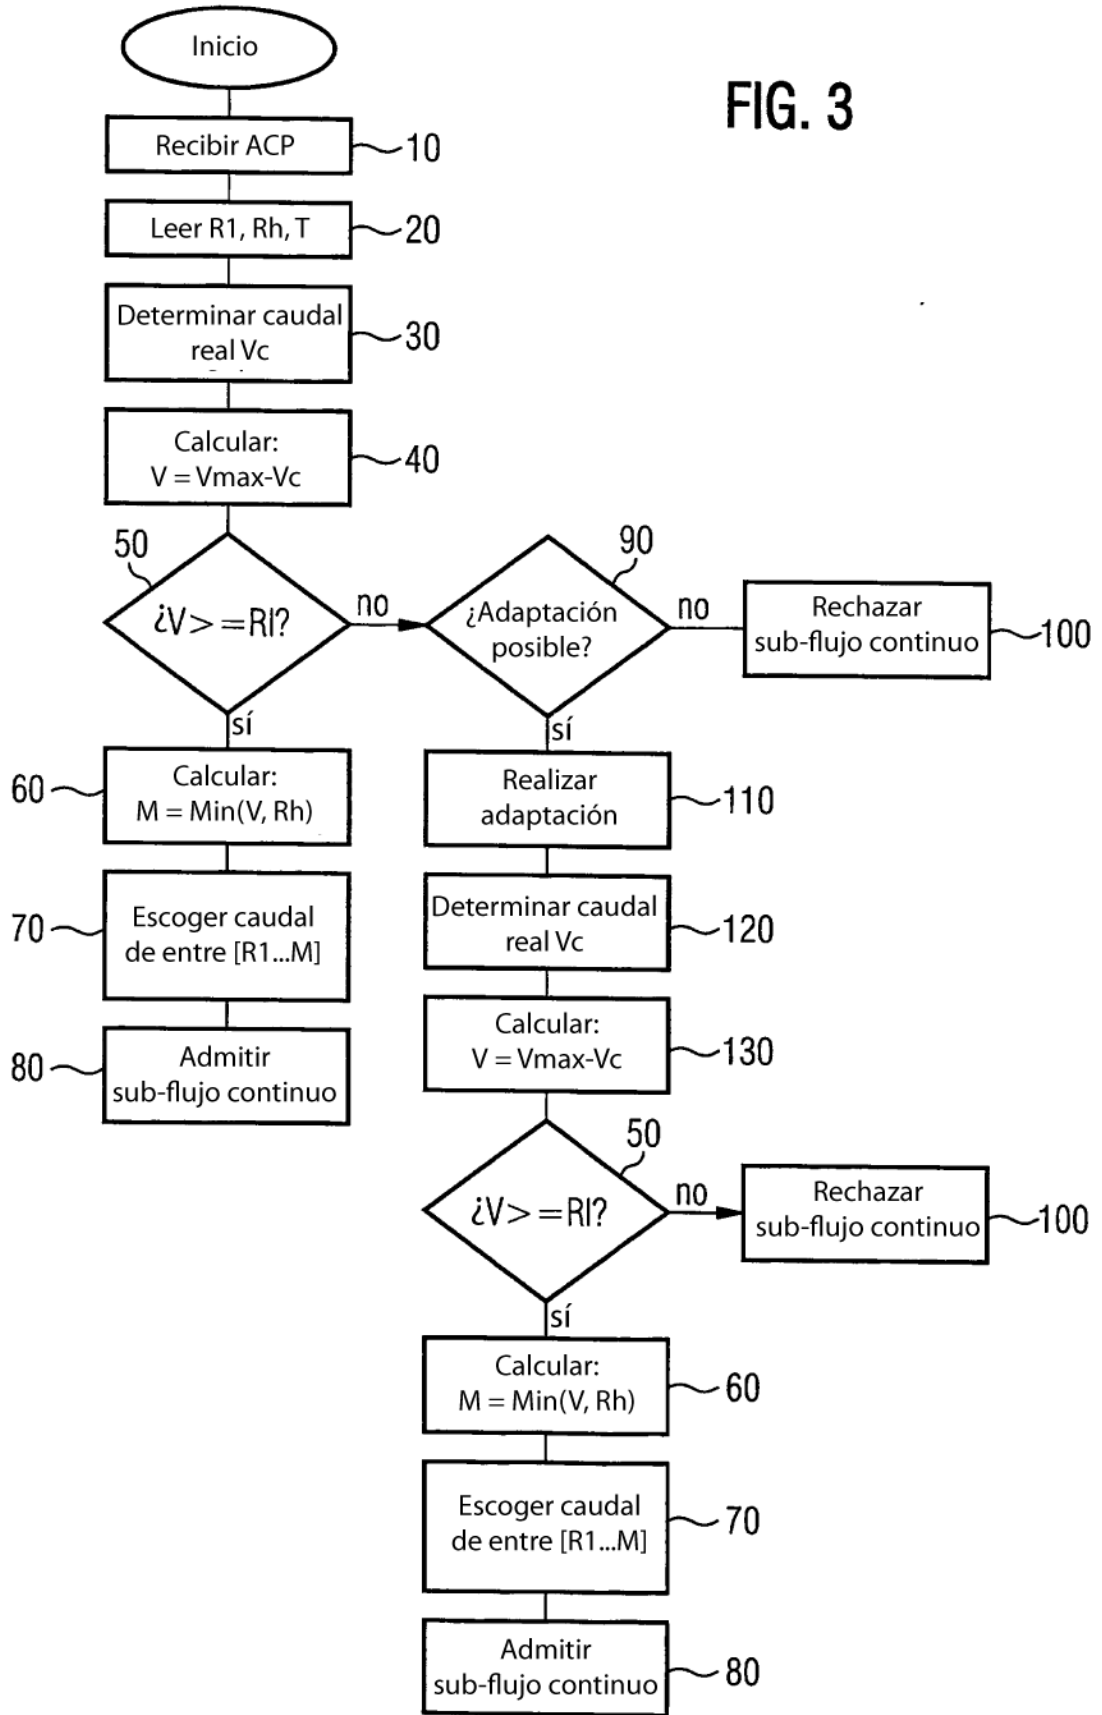 Inicio
FIG. 3
Recibir ACP
10
Leer R1, Rh, T
20
Determinar caudal
real Vc
30
Calcular:
V = Vmax-Vc
40
50
¿V> =RI?
no
sí
90
¿Adaptación
posible?
no
sí
Rechazar
sub-flujo continuo
100
60
Calcular:
M = Min(V, Rh)
Realizar
adaptación
110
70
Escoger caudal
de entre [R1...M]
Determinar caudal
real Vc
120
80
Admitir
sub-flujo continuo
Calcular:
V = Vmax-Vc
130
50
¿V> =RI?
no
sí
Rechazar
sub-flujo continuo
100
Calcular:
M = Min(V, Rh)
60
Escoger caudal
de entre [R1...M]
70
Admitir
sub-flujo continuo
80